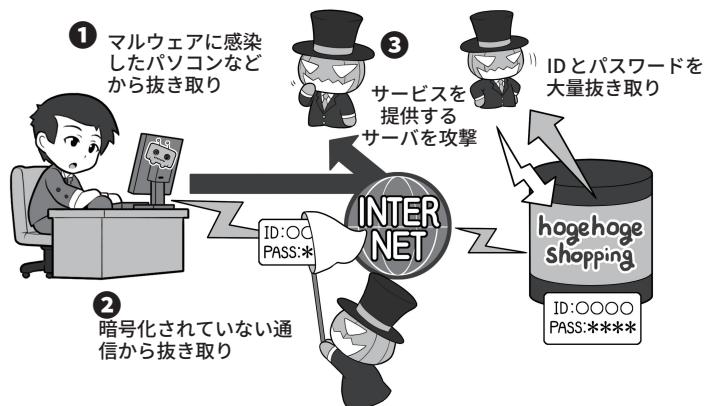 ❶ マルウェアに感染
したパソコンなど
から抜き取り
❸
サービスを
提供する
サーバを攻撃
IDとパスワードを
大量抜き取り
INTER
NET
ID:○○
PASS:*
hogehoge
shopping
ID:○○○○
PASS:****
❷
暗号化されていない通
信から抜き取り